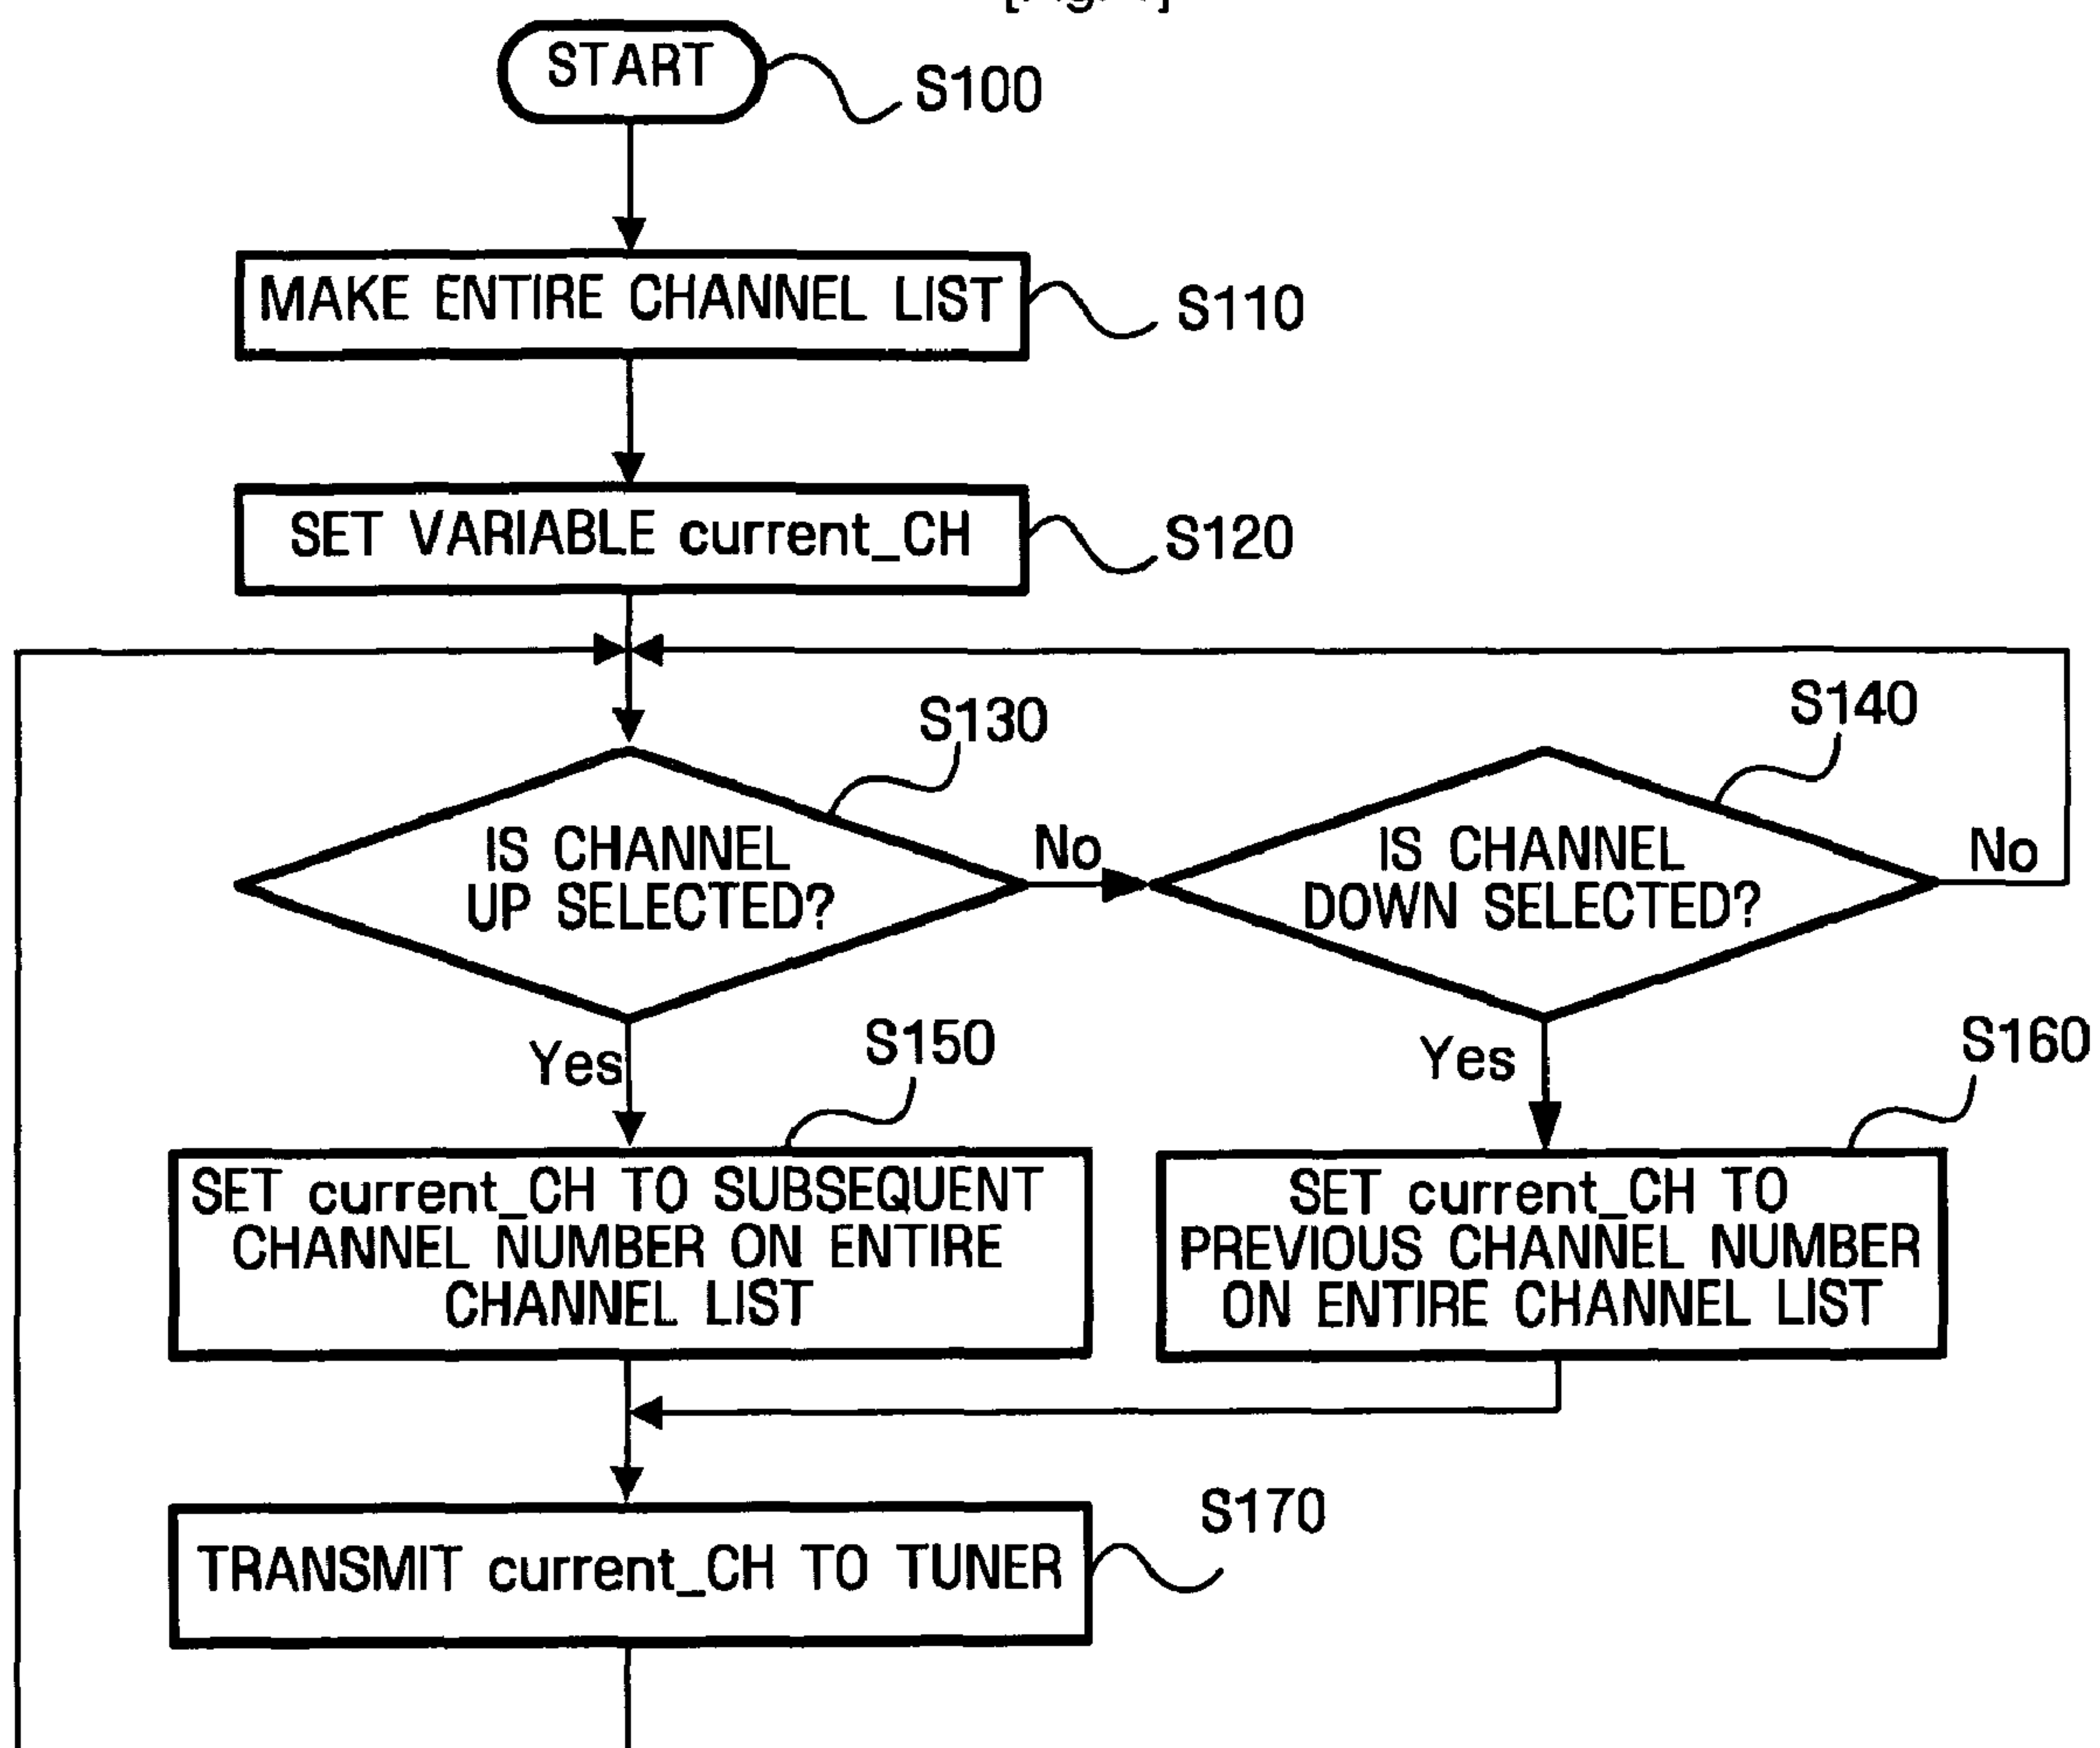 START
S100
MAKE ENTIRE CHANNEL LIST
S110
SET VARIABLE current_CH
S120
S130
S140
IS CHANNEL
UP SELECTED?
No
IS CHANNEL
DOWN SELECTED?
No
Yes
S150
Yes
S160
SET current_CH TO SUBSEQUENT
CHANNEL NUMBER ON ENTIRE
CHANNEL LIST
SET current_CH TO
PREVIOUS CHANNEL NUMBER
ON ENTIRE CHANNEL LIST
TRANSMIT current_CH TO TUNER
S170